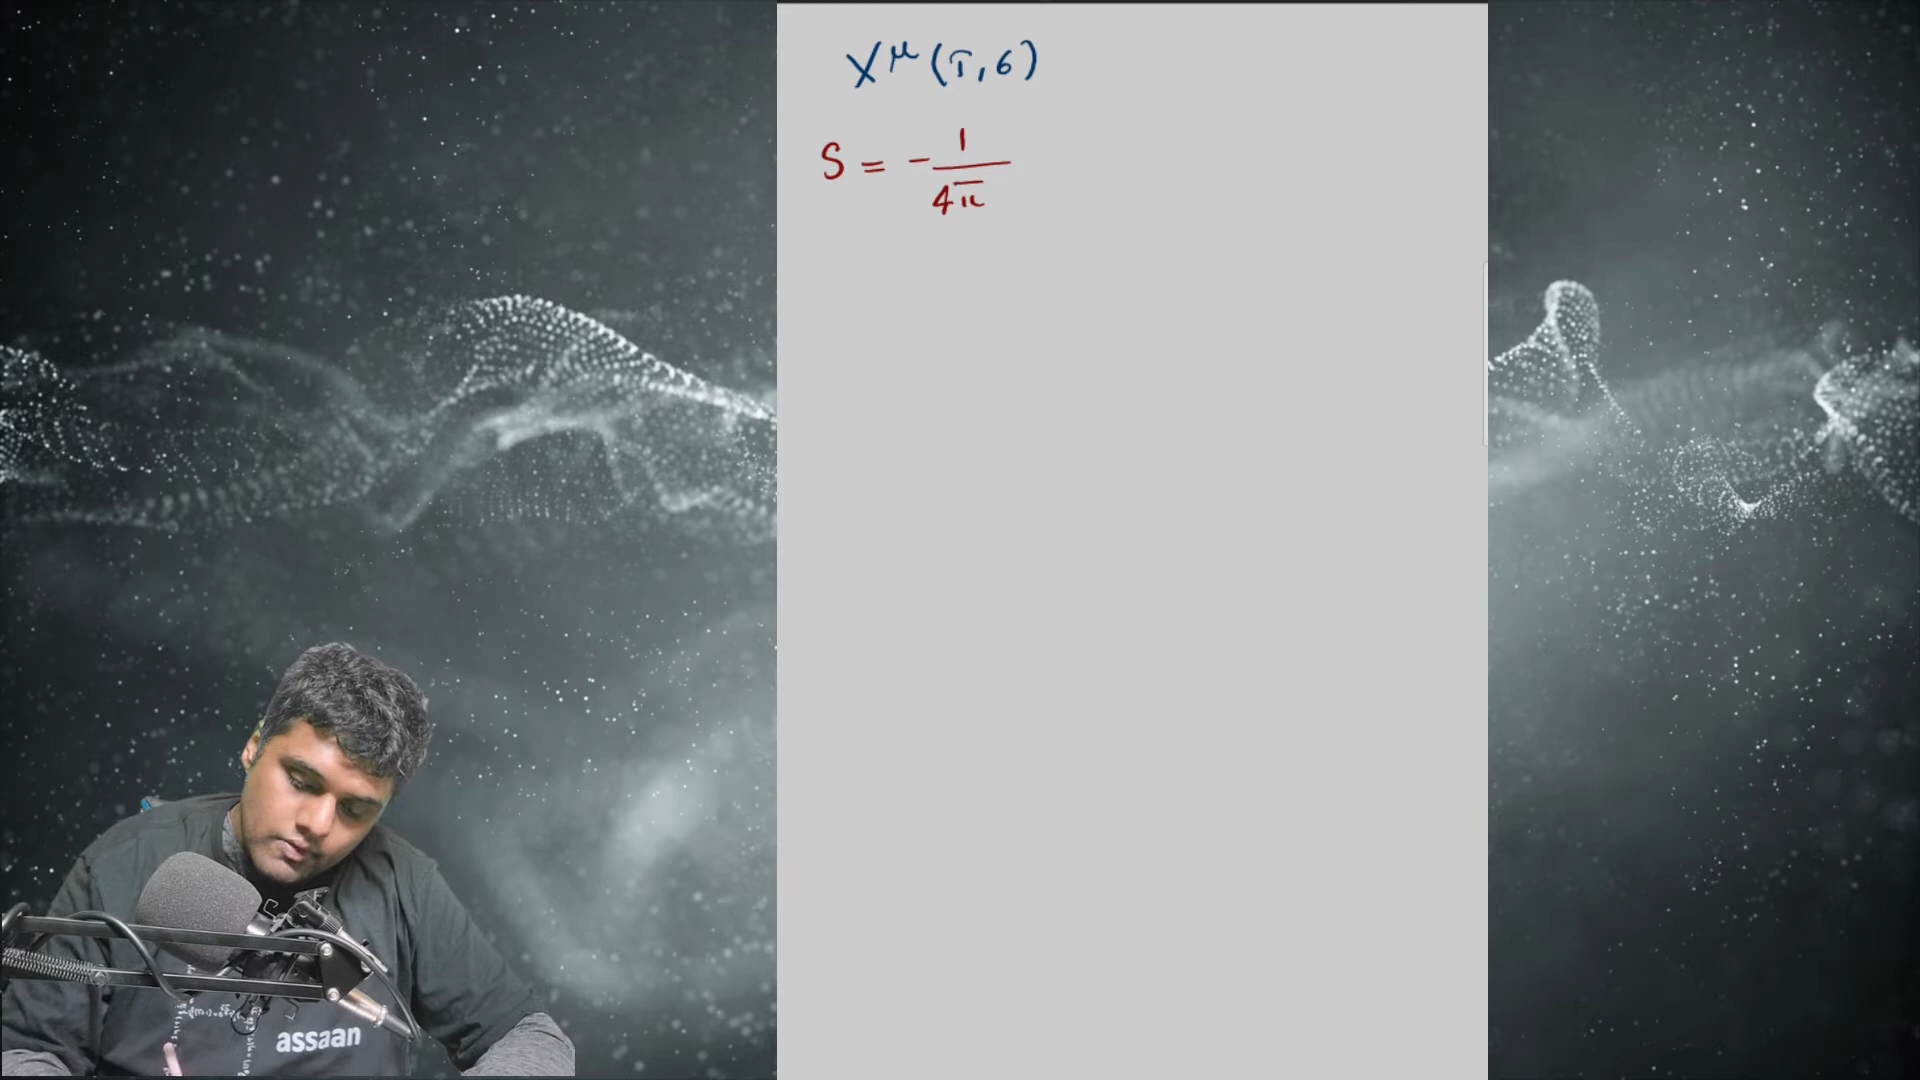 X^μ (τ, σ)
S = - 1/4π
assaan